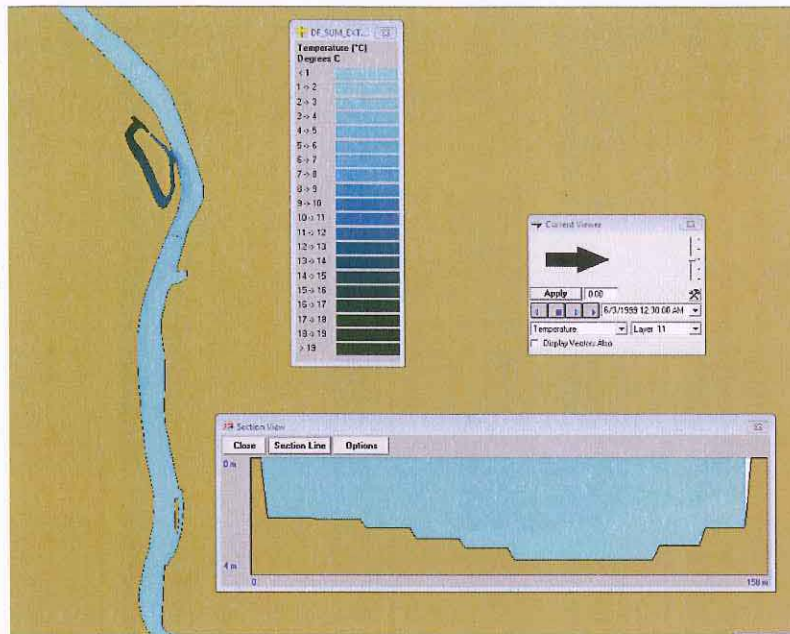 DF_SUM_EXT...
Temperature (°C)
Degrees C
< 1
1 -> 2
2 -> 3
3 -> 4
4 -> 5
5 -> 6
6 -> 7
7 -> 8
8 -> 9
9 -> 10
10 -> 11
11 -> 12
12 -> 13
13 -> 14
14 -> 15
15 -> 16
16 -> 17
17 -> 18
18 -> 19
> 19
Current Viewer
Apply 0.00
6/3/1999 12:30:00 AM
Temperature Layer 11
Display Vectors Also
Section View
Close Section Line Options
0 m
4 m
0 158 m